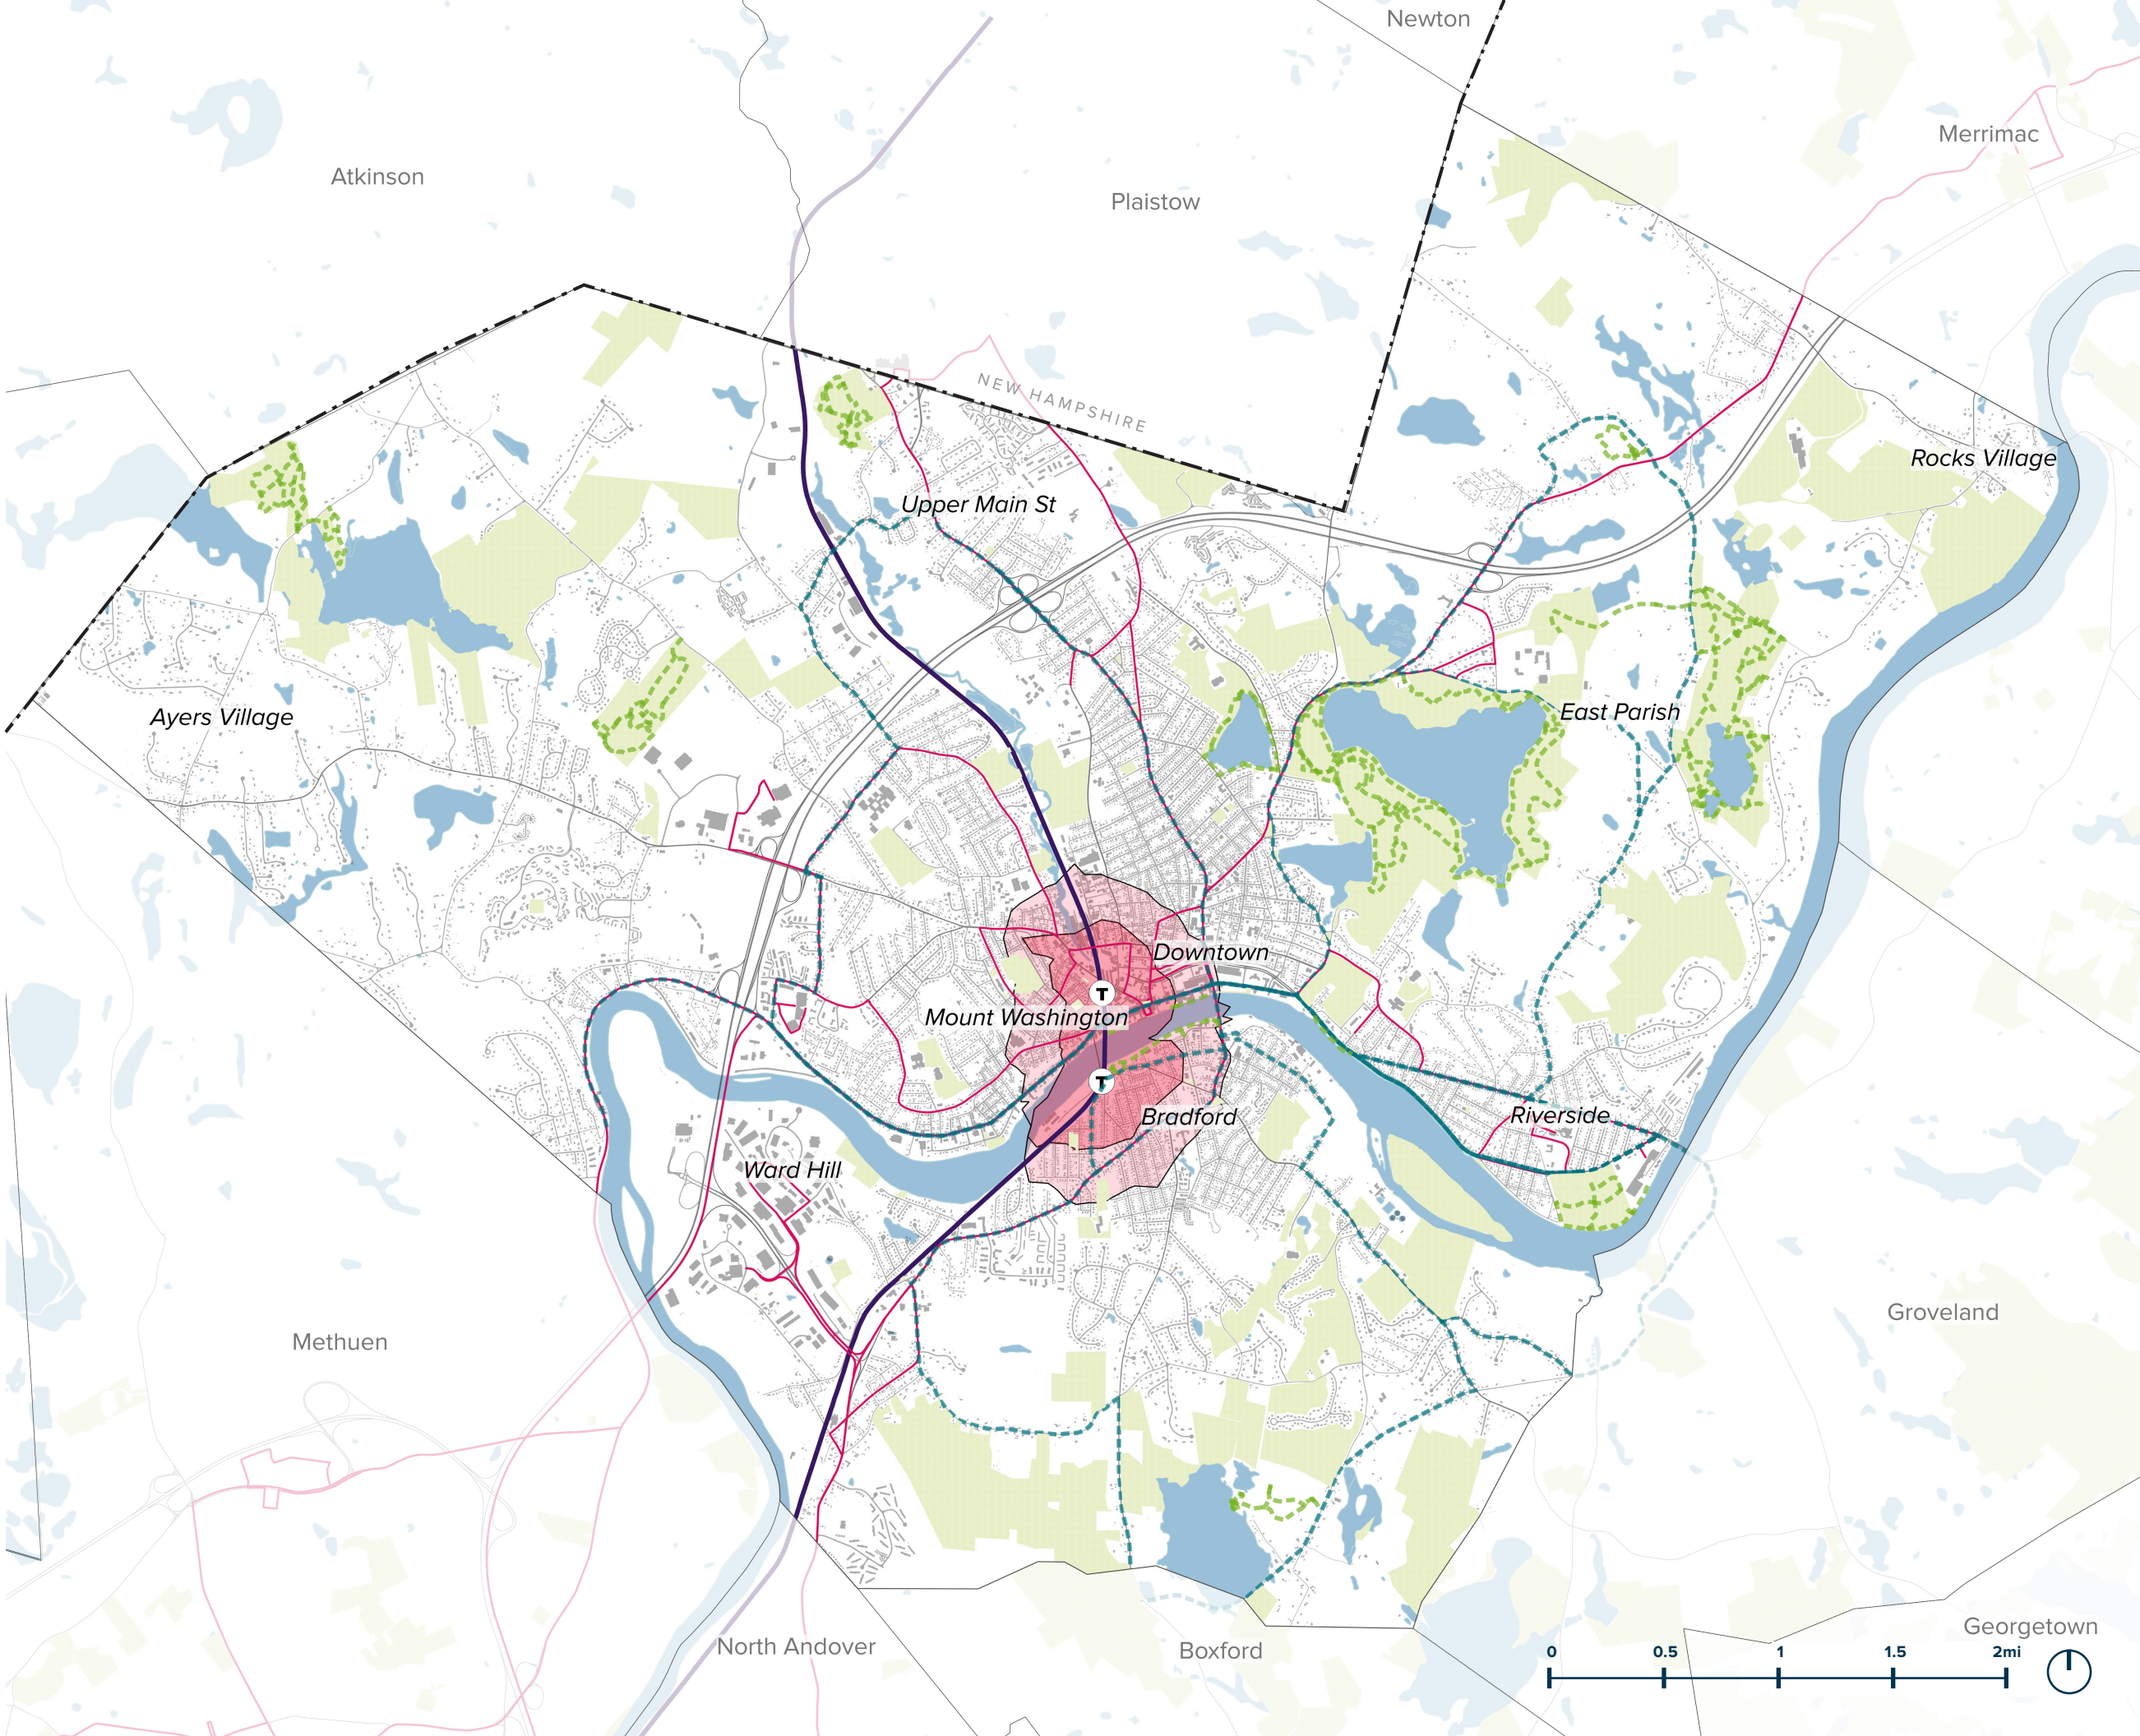 Newton
Merrimac
Atkinson
Plaistow
NEW HAMPSHIRE
Rocks Village
Upper Main St
East Parish
Ayers Village
Downtown
T
Mount Washington
T
Bradford
Riverside
Ward Hill
Groveland
Methuen
Georgetown
North Andover
Boxford
0 0.5 1 1.5 2mi